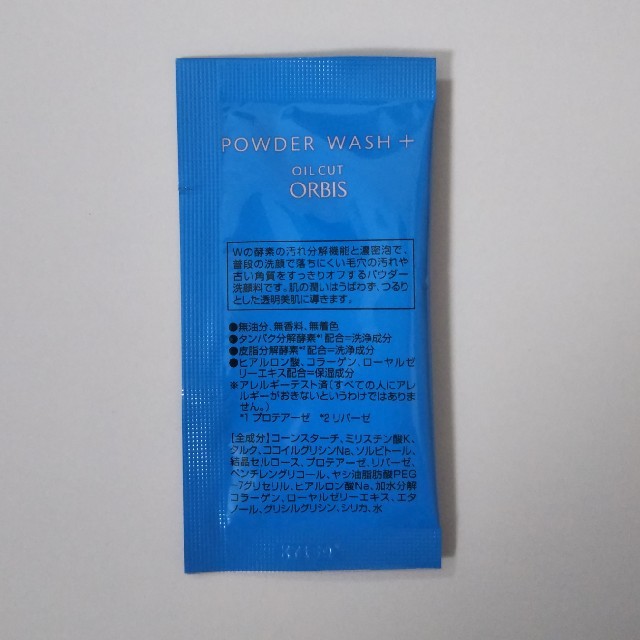 POWDER WASH +
OIL CUT
ORBIS
Wの酵素の汚れ分解機能と濃密泡で、
普段の洗顔で落ちにくい毛穴の汚れや
古い角質をすっきりオフするパウダー
洗顔料です。肌の潤いはうばわず、つるり
とした透明美肌に導きます。
●無油分、無香料、無着色
●タンパク分解酵素*1配合=洗浄成分
●皮脂分解酵素*2配合=洗浄成分
●ヒアルロン酸、コラーゲン、ローヤルゼ
リーエキス配合=保湿成分
※アレルギーテスト済(すべての人にアレ
ルギーがおきないというわけではありま
せん。)
*1 プロテアーゼ *2 リパーゼ
【全成分】コーンスターチ、ミリスチン酸K、
タルク、ココイルグリシンNa、ソルビトール、
結晶セルロース、プロテアーゼ、リパーゼ、
ペンチレングリコール、ヤシ油脂肪酸PEG
-7グリセリル、ヒアルロン酸Na、加水分解
コラーゲン、ローヤルゼリーエキス、エタ
ノール、グリシルグリシン、シリカ、水